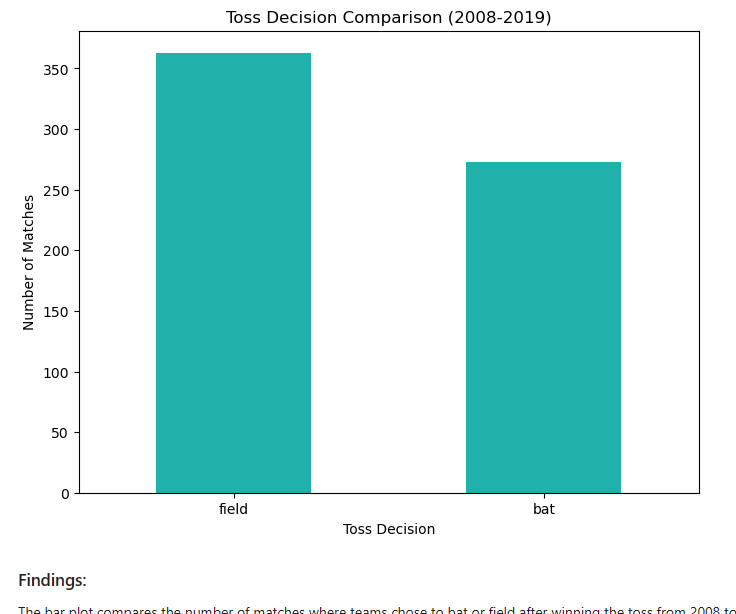 Toss Decision Comparison (2008-2019)
350
300
250
200
150
100
50
0
Number of Matches
field
bat
Toss Decision
Findings:
The bar plot compares the number of matches where teams chose to bat or field after winning the toss from 2008 to